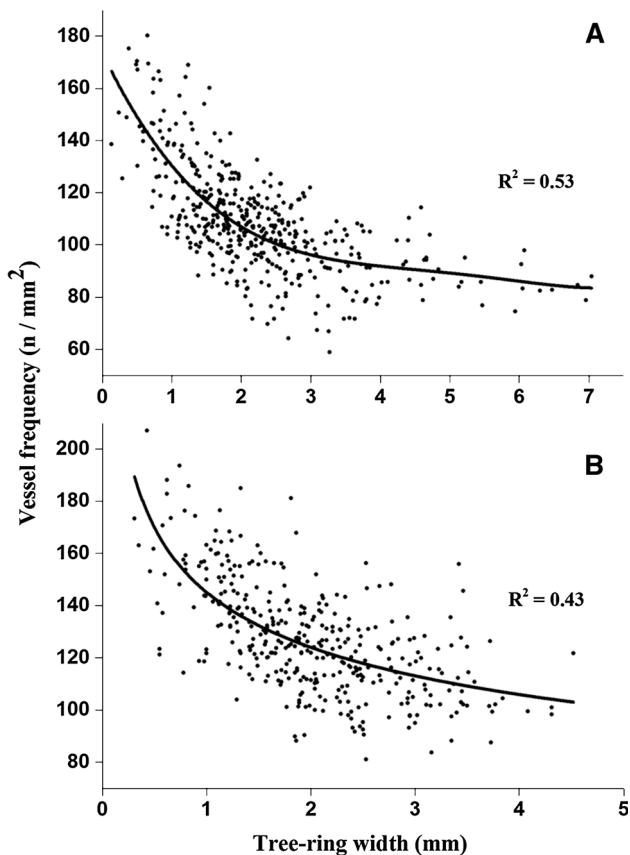 A
180
160
140
120
100
80
60
R² = 0.53
0 1 2 3 4 5 6 7
Vessel frequency (n / mm²)
B
200
180
160
140
120
100
80
R² = 0.43
0 1 2 3 4 5
Tree-ring width (mm)